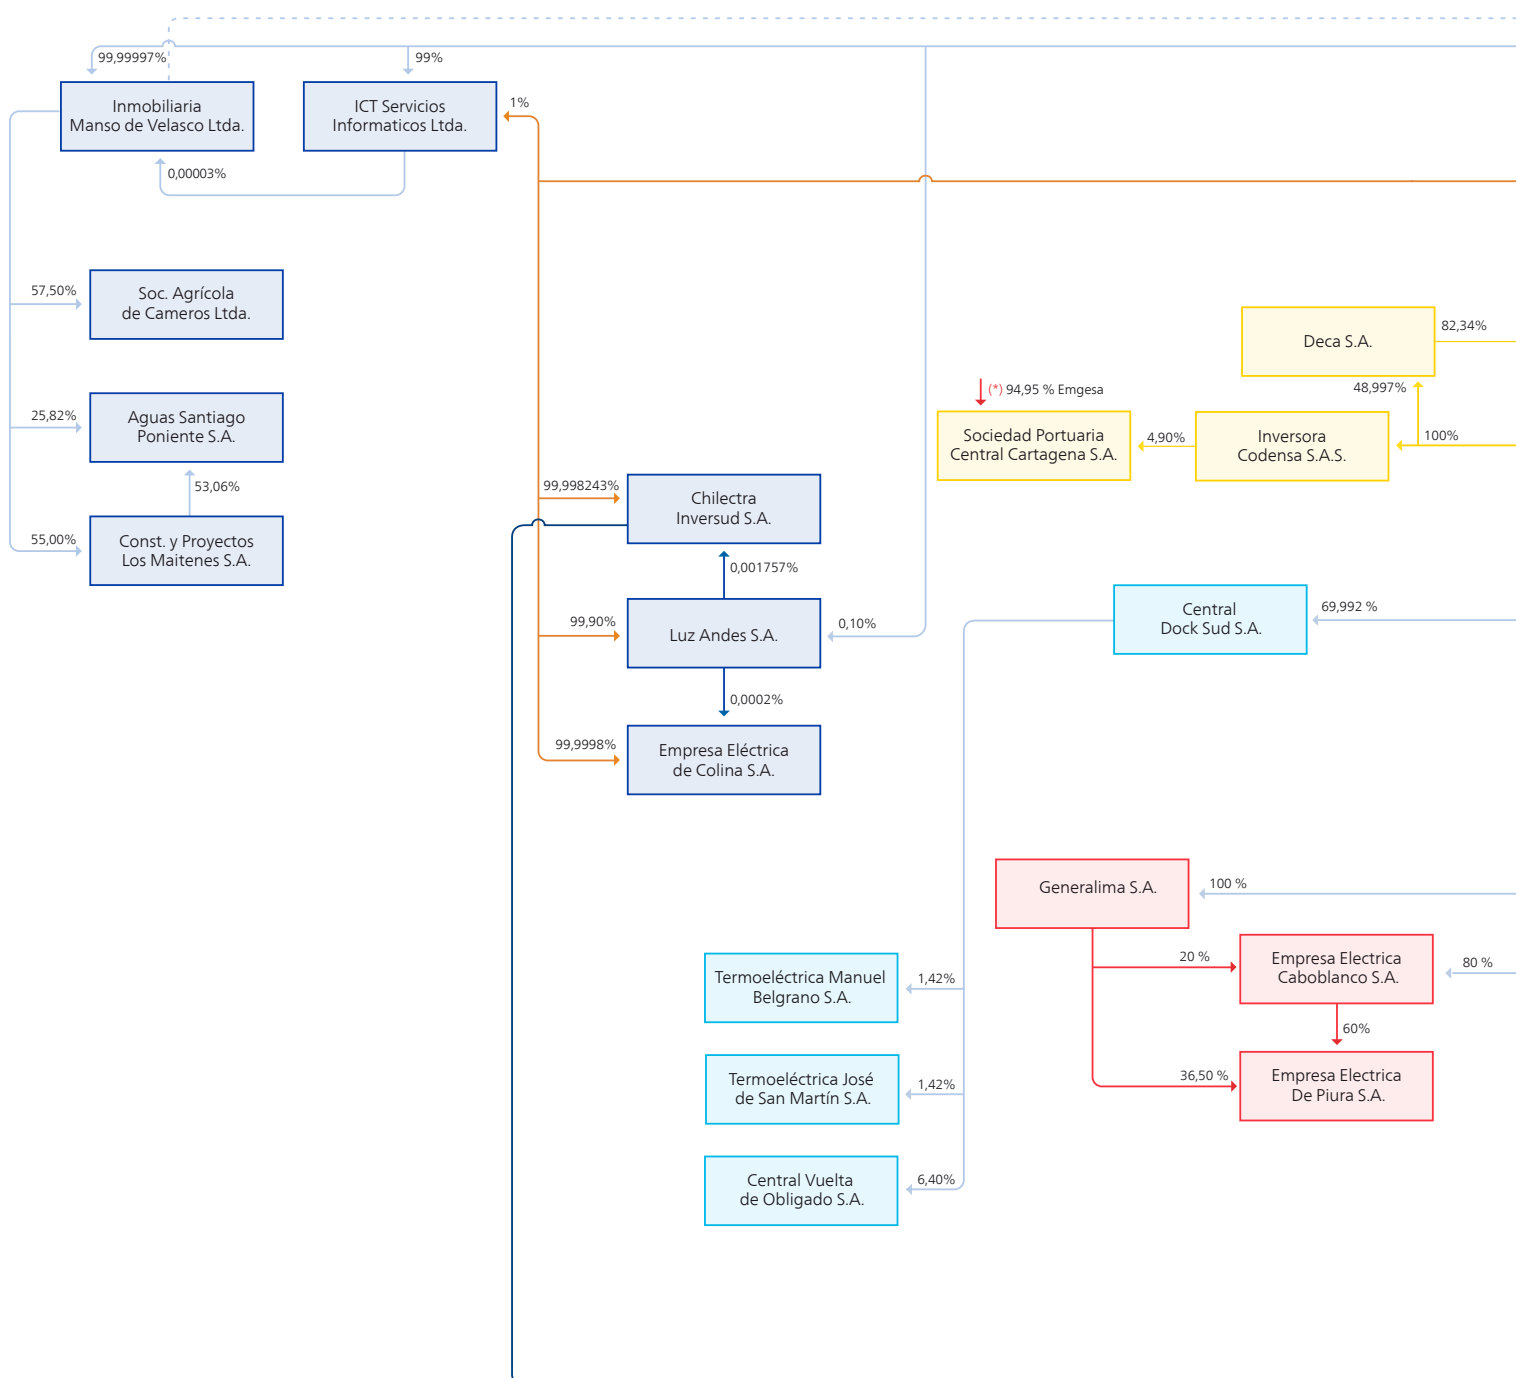 99,99997%
99%
Inmobiliaria
Manso de Velasco Ltda.
ICT Servicios
Informaticos Ltda.
1%
0,00003%
57,50%
Soc. Agrícola
de Cameros Ltda.
25,82%
Aguas Santiago
Poniente S.A.
53,06%
55,00%
Const. y Proyectos
Los Maitenes S.A.
Deca S.A.
82,34%
48,997%
(*) 94,95 % Emgesa
Sociedad Portuaria
Central Cartagena S.A.
4,90%
Inversora
Codensa S.A.S.
100%
99,998243%
Chilectra
Inversud S.A.
0,001757%
99,90%
Luz Andes S.A.
0,10%
0,0002%
99,9998%
Empresa Eléctrica
de Colina S.A.
Central
Dock Sud S.A.
69,992 %
Generalima S.A.
100 %
20 %
Empresa Electrica
Caboblanco S.A.
80 %
60%
36,50 %
Empresa Electrica
De Piura S.A.
Termoeléctrica Manuel
Belgrano S.A.
1,42%
Termoeléctrica José
de San Martín S.A.
1,42%
Central Vuelta
de Obligado S.A.
6,40%